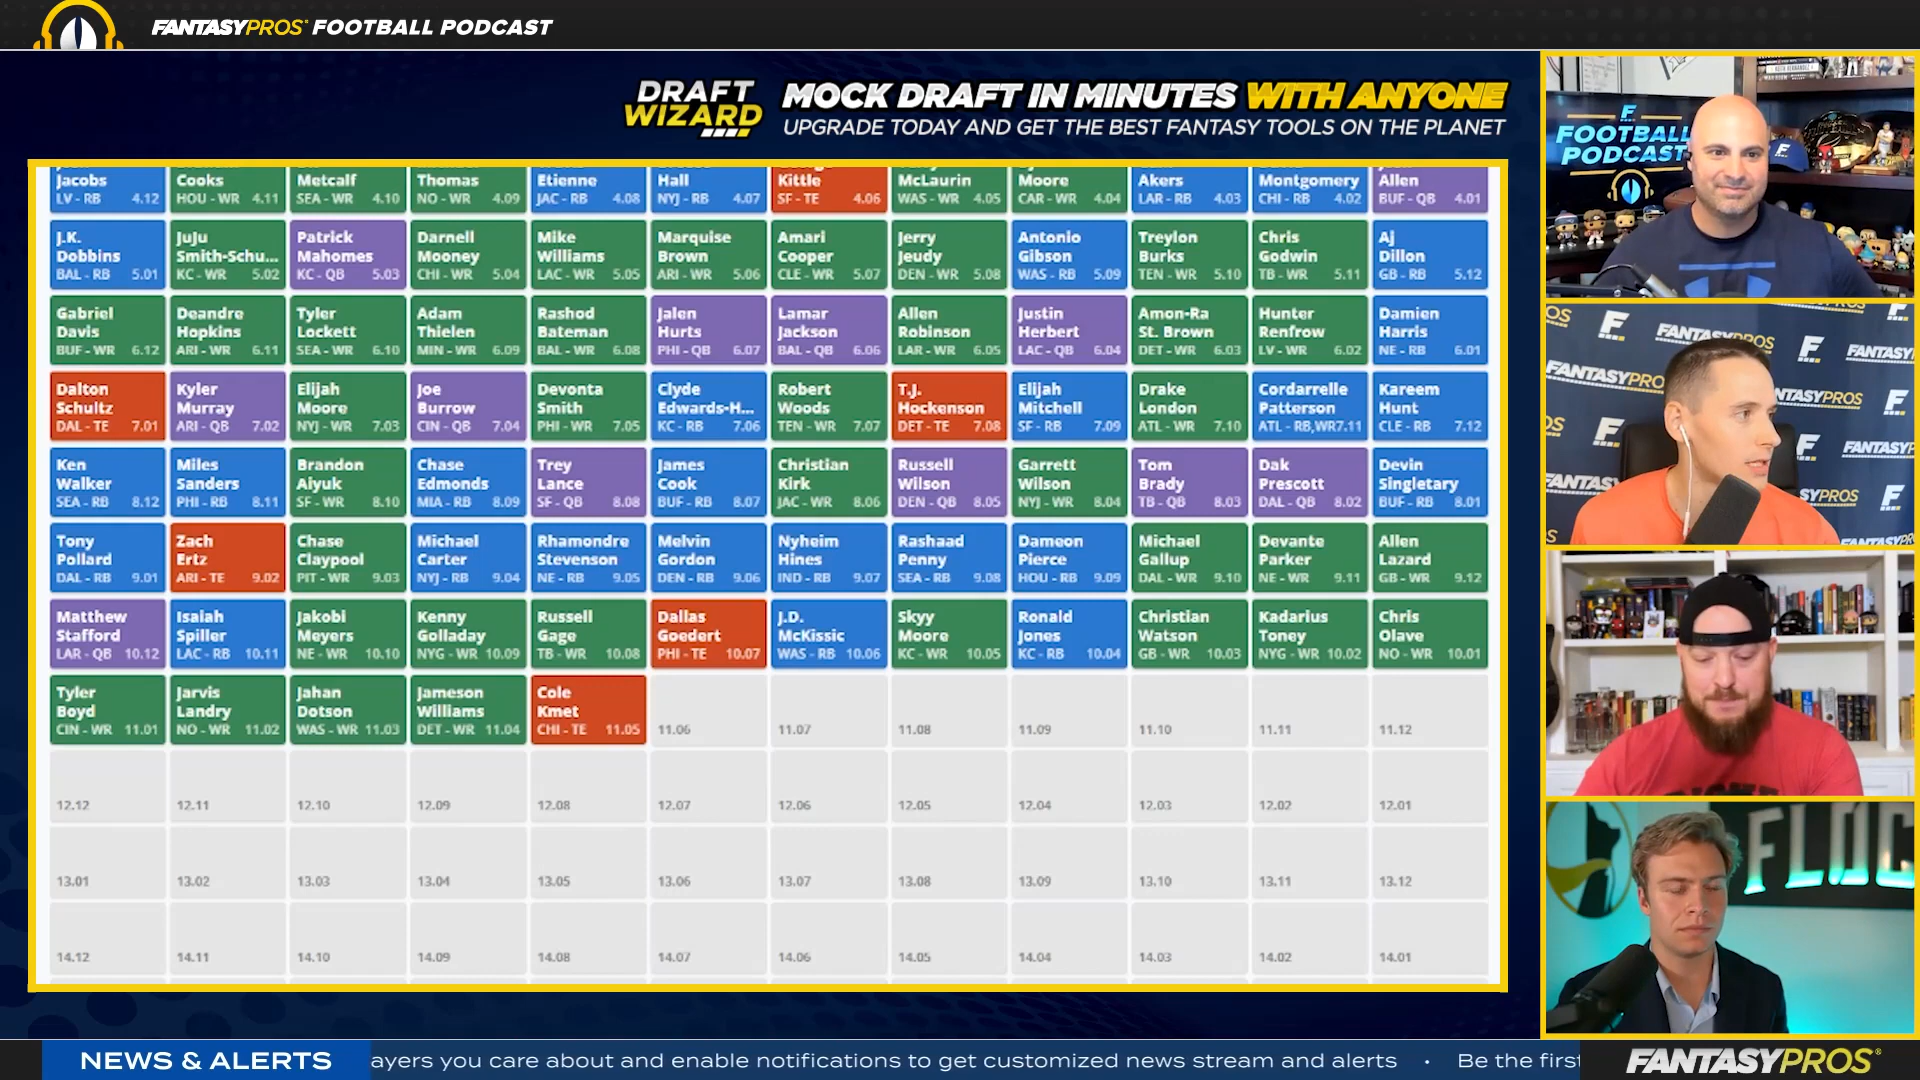 FANTASYPROS FOOTBALL PODCAST
DRAFT WIZARD
MOCK DRAFT IN MINUTES WITH ANYONE
UPGRADE TODAY AND GET THE BEST FANTASY TOOLS ON THE PLANET
Jacobs LV - RB 4.12
Cooks HOU - WR 4.11
Metcalf SEA - WR 4.10
Thomas NO - WR 4.09
Etienne JAC - RB 4.08
Hall NYJ - RB 4.07
Kittle SF - TE 4.06
McLaurin WAS - WR 4.05
Moore CAR - WR 4.04
Akers LAR - RB 4.03
Montgomery CHI - RB 4.02
Allen BUF - QB 4.01
J.K. Dobbins BAL - RB 5.01
JuJu Smith-Schu... KC - WR 5.02
Patrick Mahomes KC - QB 5.03
Darnell Mooney CHI - WR 5.04
Mike Williams LAC - WR 5.05
Marquise Brown ARI - WR 5.06
Amari Cooper CLE - WR 5.07
Jerry Jeudy DEN - WR 5.08
Antonio Gibson WAS - RB 5.09
Treylon Burks TEN - WR 5.10
Chris Godwin TB - WR 5.11
Aj Dillon GB - RB 5.12
Gabriel Davis BUF - WR 6.12
Deandre Hopkins ARI - WR 6.11
Tyler Lockett SEA - WR 6.10
Adam Thielen MIN - WR 6.09
Rashod Bateman BAL - WR 6.08
Jalen Hurts PHI - QB 6.07
Lamar Jackson BAL - QB 6.06
Allen Robinson LAR - WR 6.05
Justin Herbert LAC - QB 6.04
Amon-Ra St. Brown DET - WR 6.03
Hunter Renfrow LV - WR 6.02
Damien Harris NE - RB 6.01
Dalton Schultz DAL - TE 7.01
Kyler Murray ARI - QB 7.02
Elijah Moore NYJ - WR 7.03
Joe Burrow CIN - QB 7.04
Devonta Smith PHI - WR 7.05
Clyde Edwards-H... KC - RB 7.06
Robert Woods TEN - WR 7.07
T.J. Hockenson DET - TE 7.08
Elijah Mitchell SF - RB 7.09
Drake London ATL - WR 7.10
Cordarrelle Patterson ATL - RB,WR7.11
Kareem Hunt CLE - RB 7.12
Ken Walker SEA - RB 8.12
Miles Sanders PHI - RB 8.11
Brandon Aiyuk SF - WR 8.10
Chase Edmonds MIA - RB 8.09
Trey Lance SF - QB 8.08
James Cook BUF - RB 8.07
Christian Kirk JAC - WR 8.06
Russell Wilson DEN - QB 8.05
Garrett Wilson NYJ - WR 8.04
Tom Brady TB - QB 8.03
Dak Prescott DAL - QB 8.02
Devin Singletary BUF - RB 8.01
Tony Pollard DAL - RB 9.01
Zach Ertz ARI - TE 9.02
Chase Claypool PIT - WR 9.03
Michael Carter NYJ - RB 9.04
Rhamondre Stevenson NE - RB 9.05
Melvin Gordon DEN - RB 9.06
Nyheim Hines IND - RB 9.07
Rashaad Penny SEA - RB 9.08
Dameon Pierce HOU - RB 9.09
Michael Gallup DAL - WR 9.10
Devante Parker NE - WR 9.11
Allen Lazard GB - WR 9.12
Matthew Stafford LAR - QB 10.12
Isaiah Spiller LAC - RB 10.11
Jakobi Meyers NE - WR 10.10
Kenny Golladay NYG - WR 10.09
Russell Gage TB - WR 10.08
Dallas Goedert PHI - TE 10.07
J.D. McKissic WAS - RB 10.06
Skyy Moore KC - WR 10.05
Ronald Jones KC - RB 10.04
Christian Watson GB - WR 10.03
Kadarius Toney NYG - WR 10.02
Chris Olave NO - WR 10.01
Tyler Boyd CIN - WR 11.01
Jarvis Landry NO - WR 11.02
Jahan Dotson WAS - WR 11.03
Jameson Williams DET - WR 11.04
Cole Kmet CHI - TE 11.05
11.06 11.07 11.08 11.09 11.10 11.11 11.12
12.12 12.11 12.10 12.09 12.08 12.07 12.06 12.05 12.04 12.03 12.02 12.01
13.01 13.02 13.03 13.04 13.05 13.06 13.07 13.08 13.09 13.10 13.11 13.12
14.12 14.11 14.10 14.09 14.08 14.07 14.06 14.05 14.04 14.03 14.02 14.01
FOOTBALL PODCAST
FANTASYPROS
FLOC
NEWS & ALERTS
ayers you care about and enable notifications to get customized news stream and alerts • Be the first
FANTASYPROS